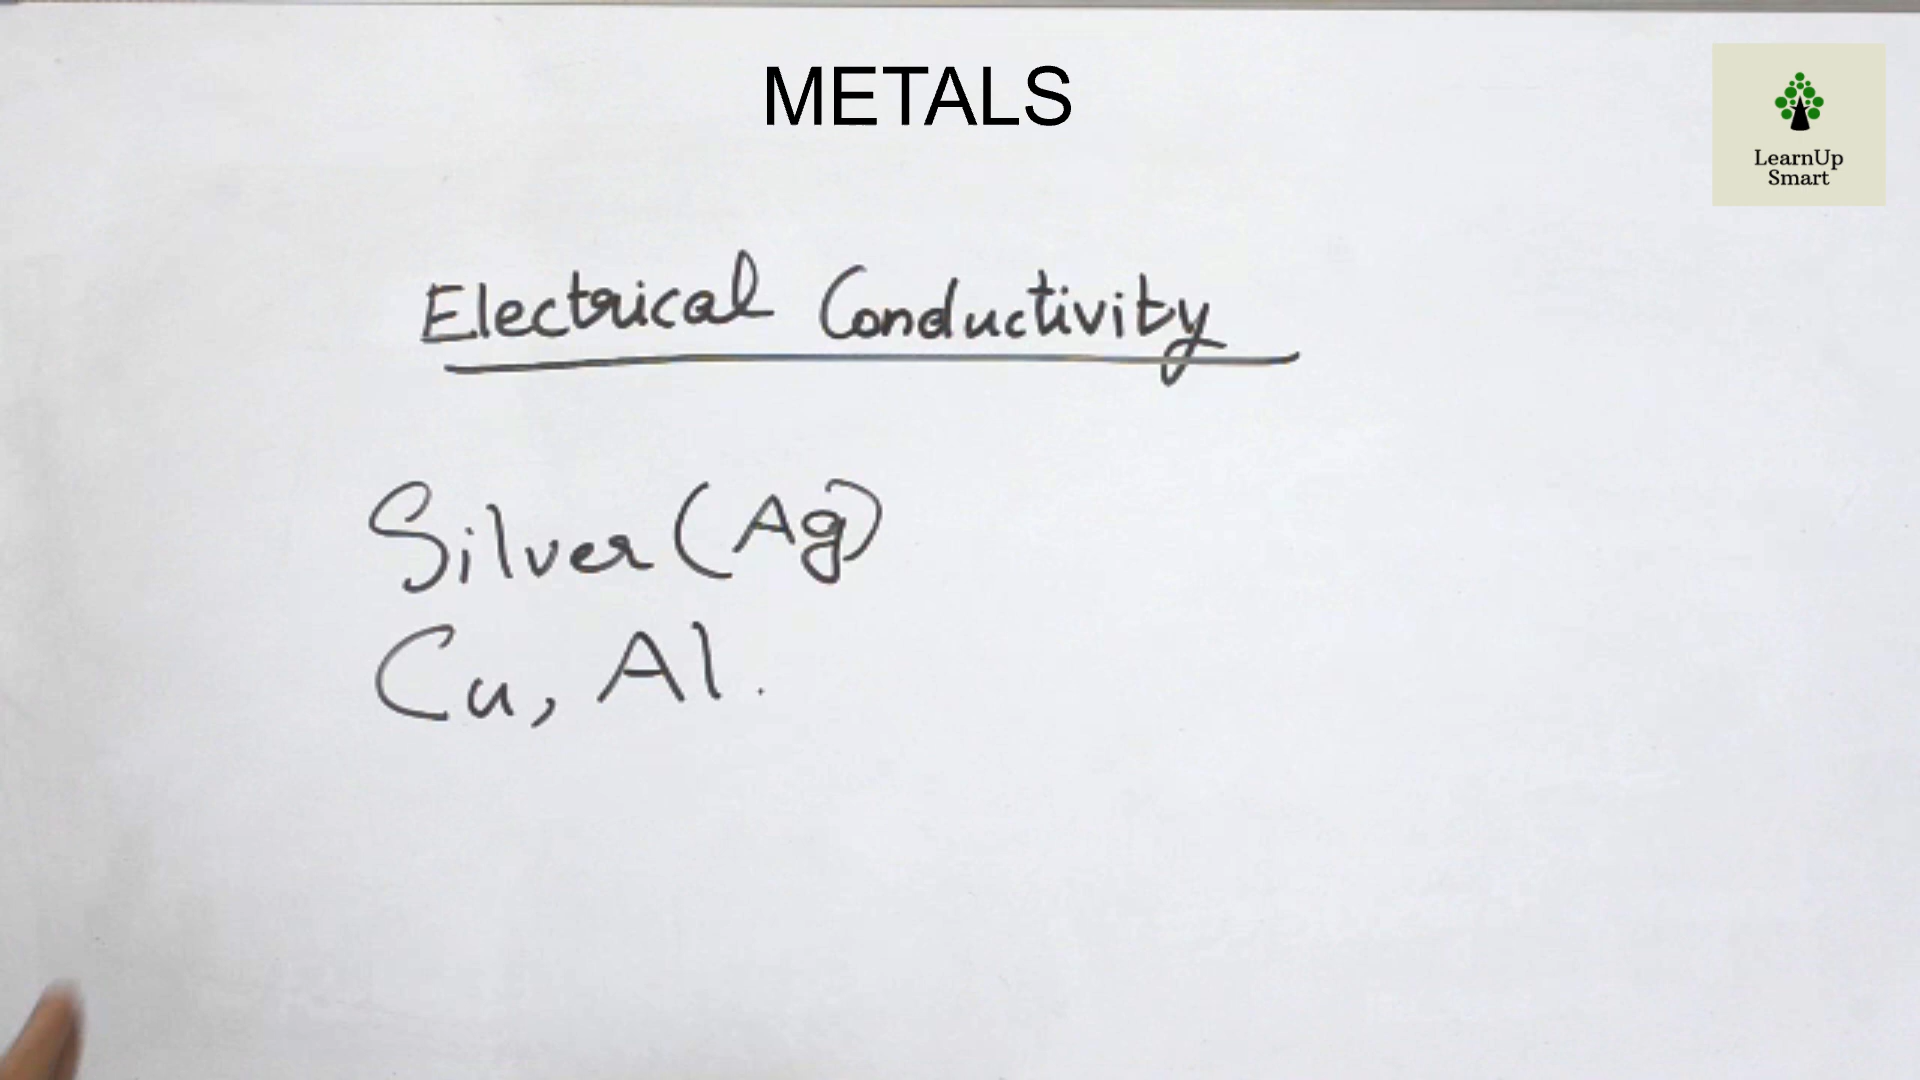 METALS
LearnUp
Smart
Electrical Conductivity
Silver (Ag)
Cu, Al.